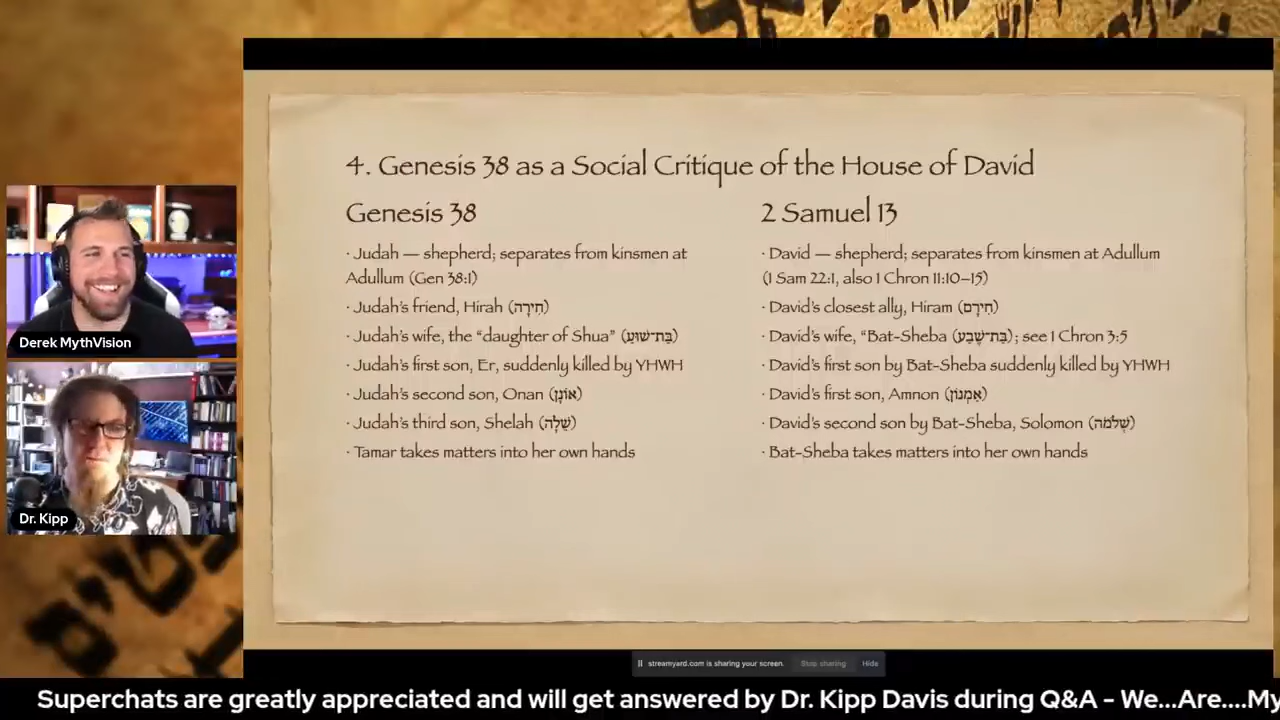 4. Genesis 38 as a Social Critique of the House of David
Genesis 38
· Judah — shepherd; separates from kinsmen at
Adullum (Gen 38:1)
· Judah's friend, Hirah (חִירָה)
· Judah's wife, the “daughter of Shua” (בַּת־שׁוּעַ)
· Judah's first son, Er, suddenly killed by YHWH
· Judah's second son, Onan (אוֹנָן)
· Judah's third son, Shelah (שֵׁלָה)
· Tamar takes matters into her own hands
2 Samuel 13
· David — shepherd; separates from kinsmen at Adullum
(1 Sam 22:1, also 1 Chron 11:10–15)
· David's closest ally, Hiram (חִירָם)
· David's wife, “Bat-Sheba (בַּת־שֶׁבַע); see 1 Chron 3:5
· David's first son by Bat-Sheba suddenly killed by YHWH
· David's first son, Amnon (אַמְנוֹן)
· David's second son by Bat-Sheba, Solomon (שְׁלֹמֹה)
· Bat-Sheba takes matters into her own hands
Derek MythVision
Dr. Kipp
streamyard.com is sharing your screen.
Stop sharing
Hide
Superchats are greatly appreciated and will get answered by Dr. Kipp Davis during Q&A - We...Are....My